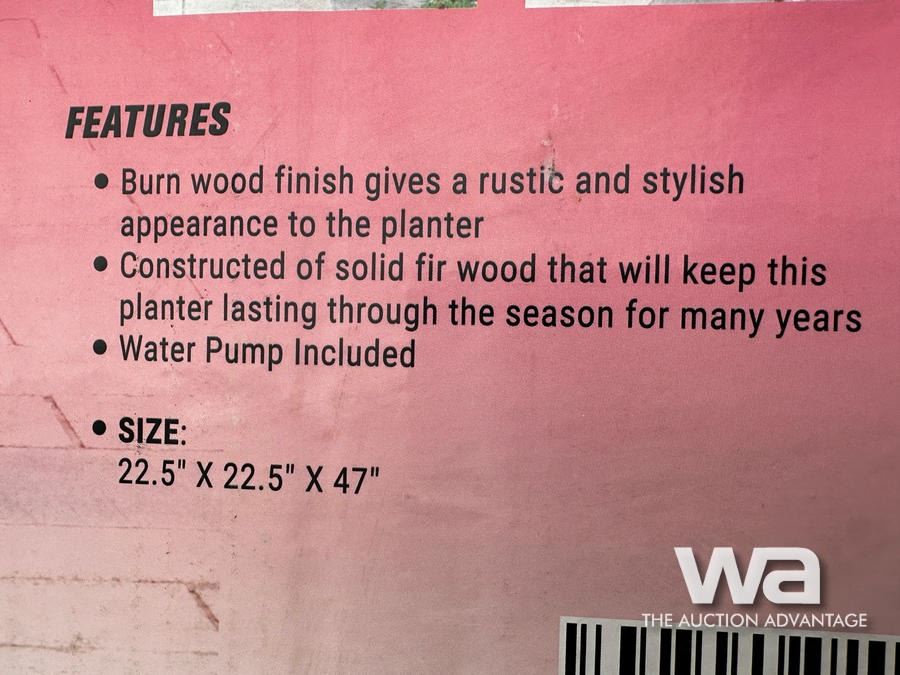 FEATURES
• Burn wood finish gives a rustic and stylish
appearance to the planter
• Constructed of solid fir wood that will keep this
planter lasting through the season for many years
• Water Pump Included
• SIZE:
22.5" X 22.5" X 47"
wa
THE AUCTION ADVANTAGE